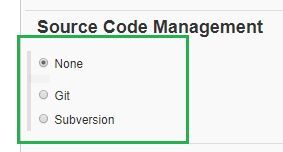 Source Code Management
None
Git
Subversion